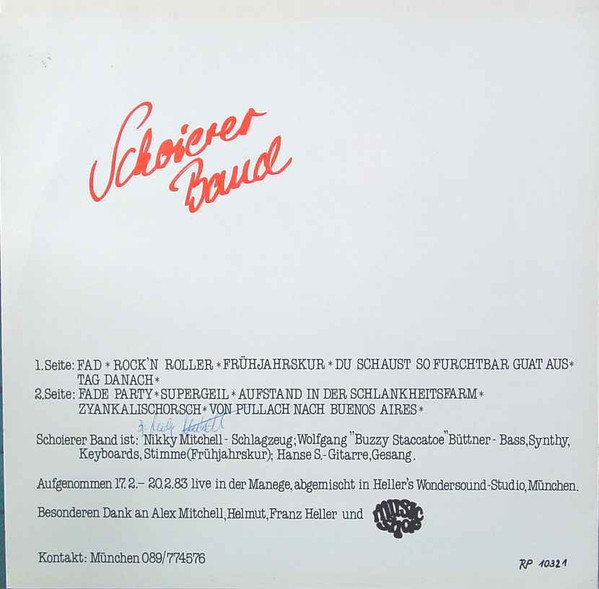 Schoierer
Band
1.Seite: FAD * ROCK'N ROLLER * FRÜHJAHRSKUR * DU SCHAUST SO FURCHTBAR GUAT AUS *
TAG DANACH *
2.Seite: FADE PARTY * SUPERGEIL * AUFSTAND IN DER SCHLANKHEITSFARM *
ZYANKALISCHORSCH * VON PULLACH NACH BUENOS AIRES *
Schoierer Band ist: Nikky Mitchell - Schlagzeug; Wolfgang "Buzzy Staccatoe" Büttner - Bass, Synthy,
Keyboards, Stimme (Frühjahrskur); Hanse S. - Gitarre, Gesang.
Aufgenommen 17.2. - 20.2.83 live in der Manege, abgemischt in Heller's Wondersound-Studio, München.
Besonderen Dank an Alex Mitchell, Helmut, Franz Heller und MUSIC SHOP
Kontakt: München 089/774576
RP 10321